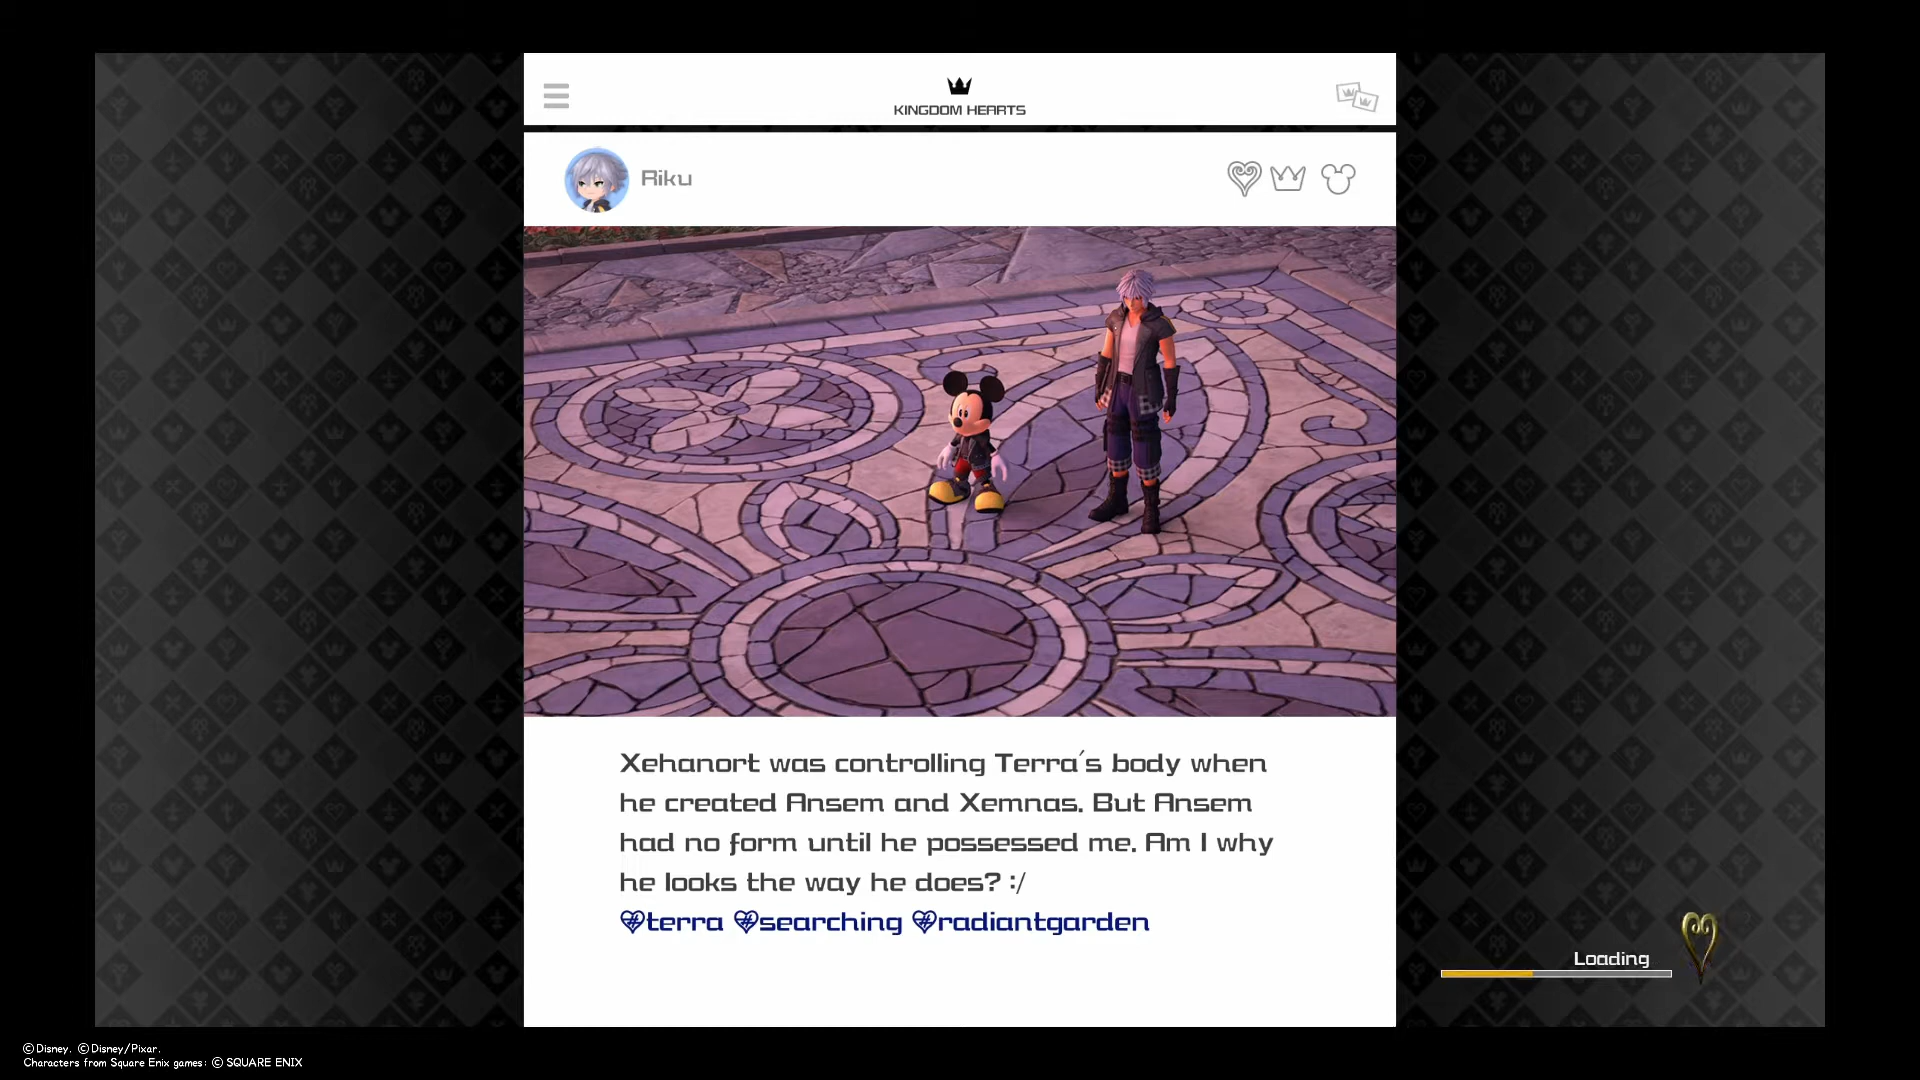 KINGDOM HEARTS
Riku
Xehanort was controlling Terra's body when
he created Ansem and Xemnas. But Ansem
had no form until he possessed me. Am I why
he looks the way he does? :/
#terra #searching #radiantgarden
Loading
©Disney. ©Disney/Pixar.
Characters from Square Enix games: © SQUARE ENIX